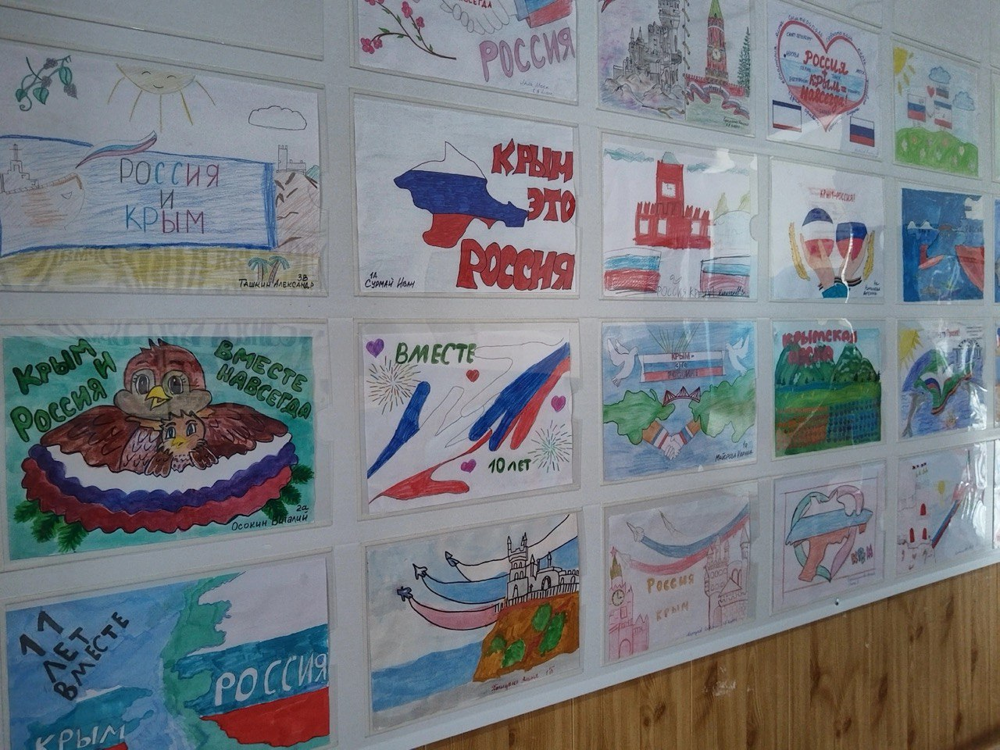 РОССИЯ
РОССИЯ
+
КРЫМ =
НАВСЕГДА!
РОССИЯ
И
КРЫМ
3В
ТАШКИН АЛЕКСАНДР
КРЫМ
ЭТО
РОССИЯ
1А
СУРМАЙ ИВАН
КРЫМ-РОССИЯ!
КРЫМ И
РОССИЯ
ВМЕСТЕ
НАВСЕГДА
2а
ОСОКИН ВИТАЛИЙ
ВМЕСТЕ
10 ЛЕТ
КРЫМ -
ЭТО
РОССИЯ!
МАЙОРОВА
КРЫМСКАЯ
ВЕСНА
11
ЛЕТ
ВМЕСТЕ
РОССИЯ
КРЫМ
РОССИЯ
КРЫМ